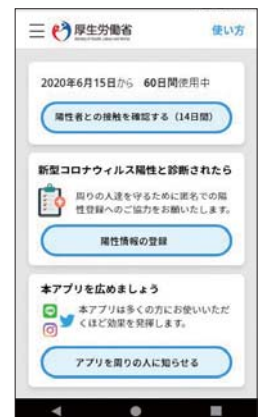 厚生労働省
使い方
2020年6月15日から 60日間使用中
陽性者との接触を確認する（14日間）
新型コロナウィルス陽性と診断されたら
周りの人達を守るために匿名での陽
性登録へのご協力をお願いいたします。
陽性情報の登録
本アプリを広めましょう
本アプリは多くの方にお使いいただ
くほど効果を発揮します。
アプリを周りの人に知らせる